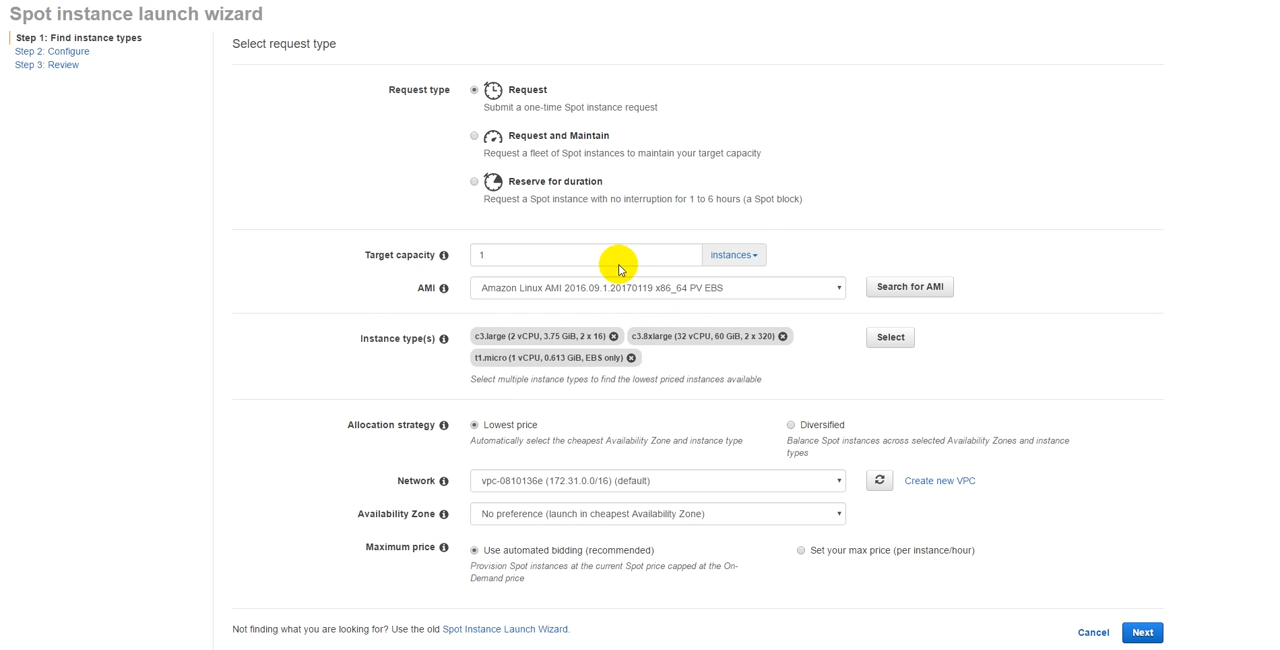 Spot instance launch wizard
Step 1: Find instance types
Step 2: Configure
Step 3: Review
Select request type
Request type
Request
Submit a one-time Spot instance request
Request and Maintain
Request a fleet of Spot instances to maintain your target capacity
Reserve for duration
Request a Spot instance with no interruption for 1 to 6 hours (a Spot block)
Target capacity 1 instances
AMI Amazon Linux AMI 2016.09.1.20170119 x86_64 PV EBS Search for AMI
Instance type(s) c3.large (2 vCPU, 3.75 GiB, 2 x 16) c3.8xlarge (32 vCPU, 60 GiB, 2 x 320) Select
t1.micro (1 vCPU, 0.613 GiB, EBS only)
Select multiple instance types to find the lowest priced instances available
Allocation strategy Lowest price Diversified
Automatically select the cheapest Availability Zone and instance type
Balance Spot instances across selected Availability Zones and instance
types
Network vpc-0810136e (172.31.0.0/16) (default) Create new VPC
Availability Zone No preference (launch in cheapest Availability Zone)
Maximum price Use automated bidding (recommended) Set your max price (per instance/hour)
Provision Spot instances at the current Spot price capped at the On-
Demand price
Not finding what you are looking for? Use the old Spot Instance Launch Wizard.
Cancel Next